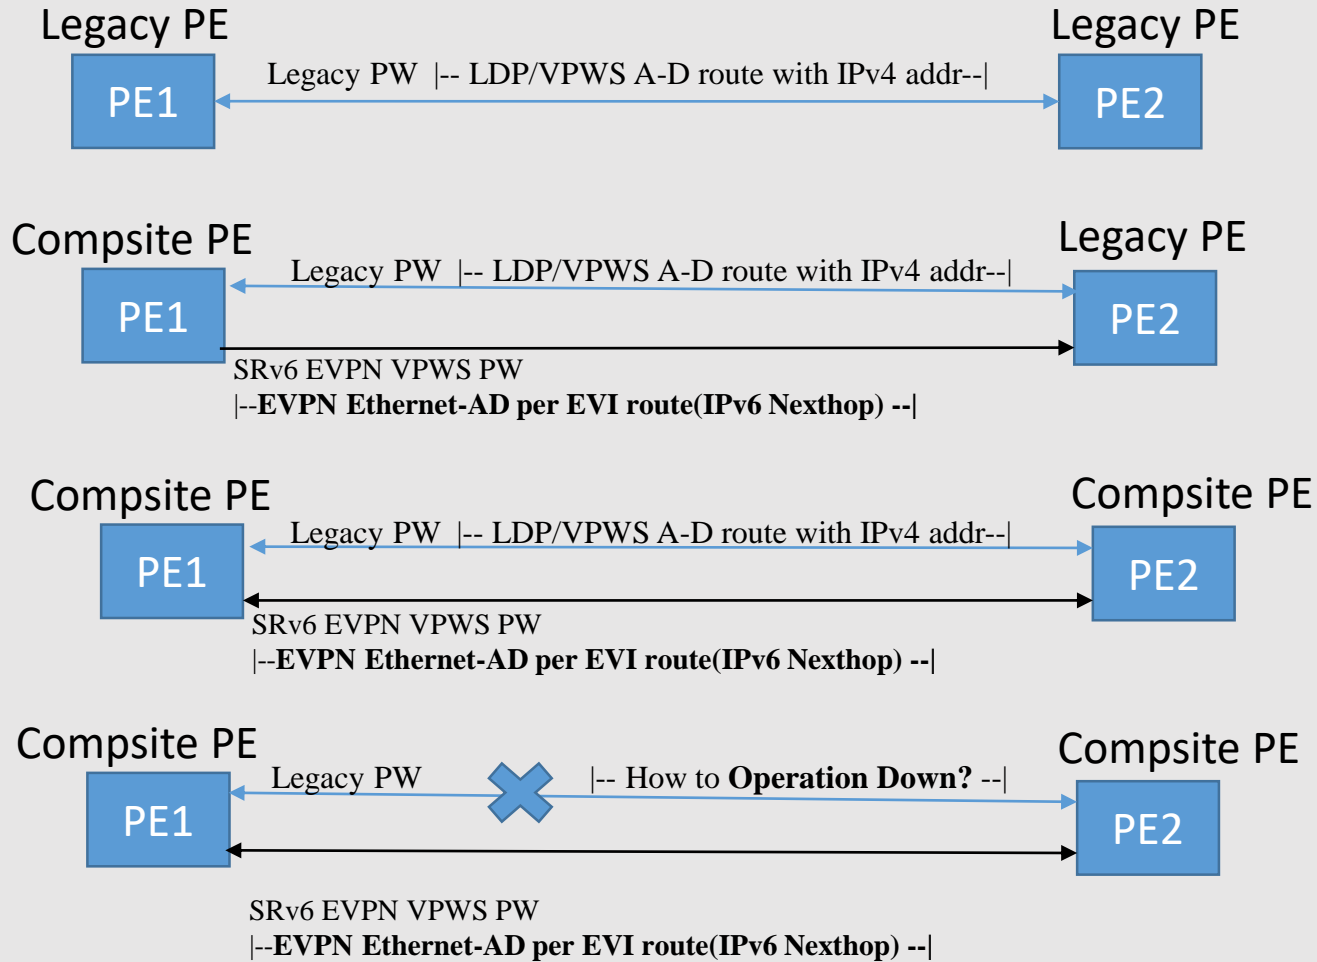 Legacy PE
Legacy PE
PE1
Legacy PW |-- LDP/VPWS A-D route with IPv4 addr--|
PE2
Compsite PE
Legacy PE
PE1
Legacy PW |-- LDP/VPWS A-D route with IPv4 addr--|
PE2
SRv6 EVPN VPWS PW
|--EVPN Ethernet-AD per EVI route(IPv6 Nexthop) --|
Compsite PE
Compsite PE
PE1
Legacy PW |-- LDP/VPWS A-D route with IPv4 addr--|
PE2
SRv6 EVPN VPWS PW
|--EVPN Ethernet-AD per EVI route(IPv6 Nexthop) --|
Compsite PE
Compsite PE
PE1
Legacy PW |-- How to Operation Down? --|
PE2
SRv6 EVPN VPWS PW
|--EVPN Ethernet-AD per EVI route(IPv6 Nexthop) --|